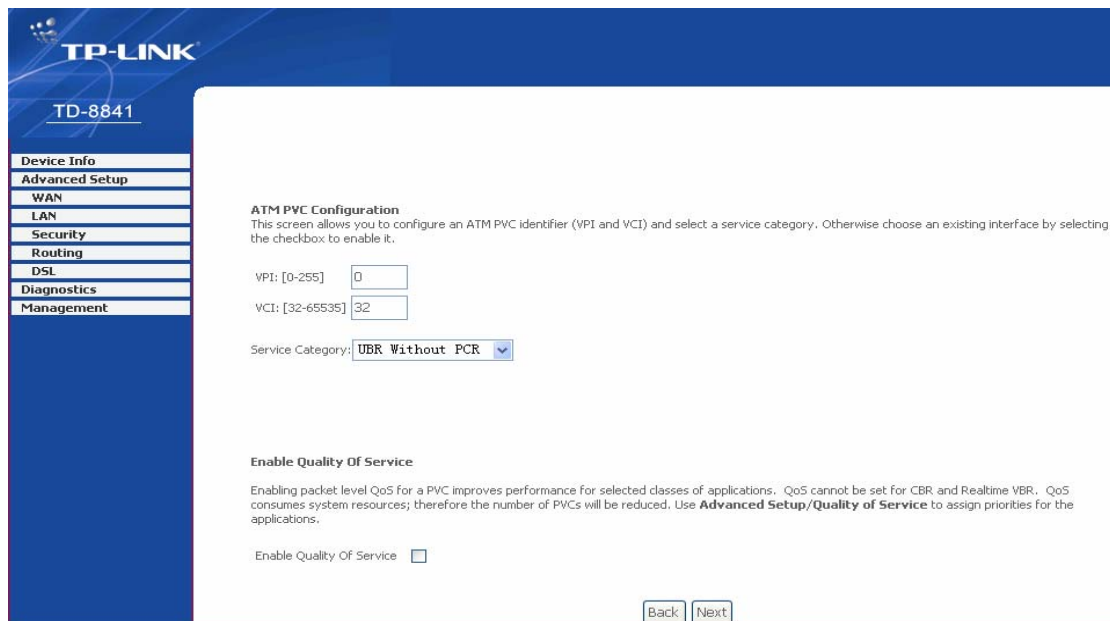 TP-LINK
TD-8841
Device Info
Advanced Setup
WAN
LAN
Security
Routing
DSL
Diagnostics
Management
ATM PVC Configuration
This screen allows you to configure an ATM PVC identifier (VPI and VCI) and select a service category. Otherwise choose an existing interface by selecting
the checkbox to enable it.
VPI: [0-255] 0
VCI: [32-65535] 32
Service Category: UBR Without PCR
Enable Quality Of Service
Enabling packet level QoS for a PVC improves performance for selected classes of applications. QoS cannot be set for CBR and Realtime VBR. QoS
consumes system resources; therefore the number of PVCs will be reduced. Use Advanced Setup/Quality of Service to assign priorities for the
applications.
Enable Quality Of Service
Back Next